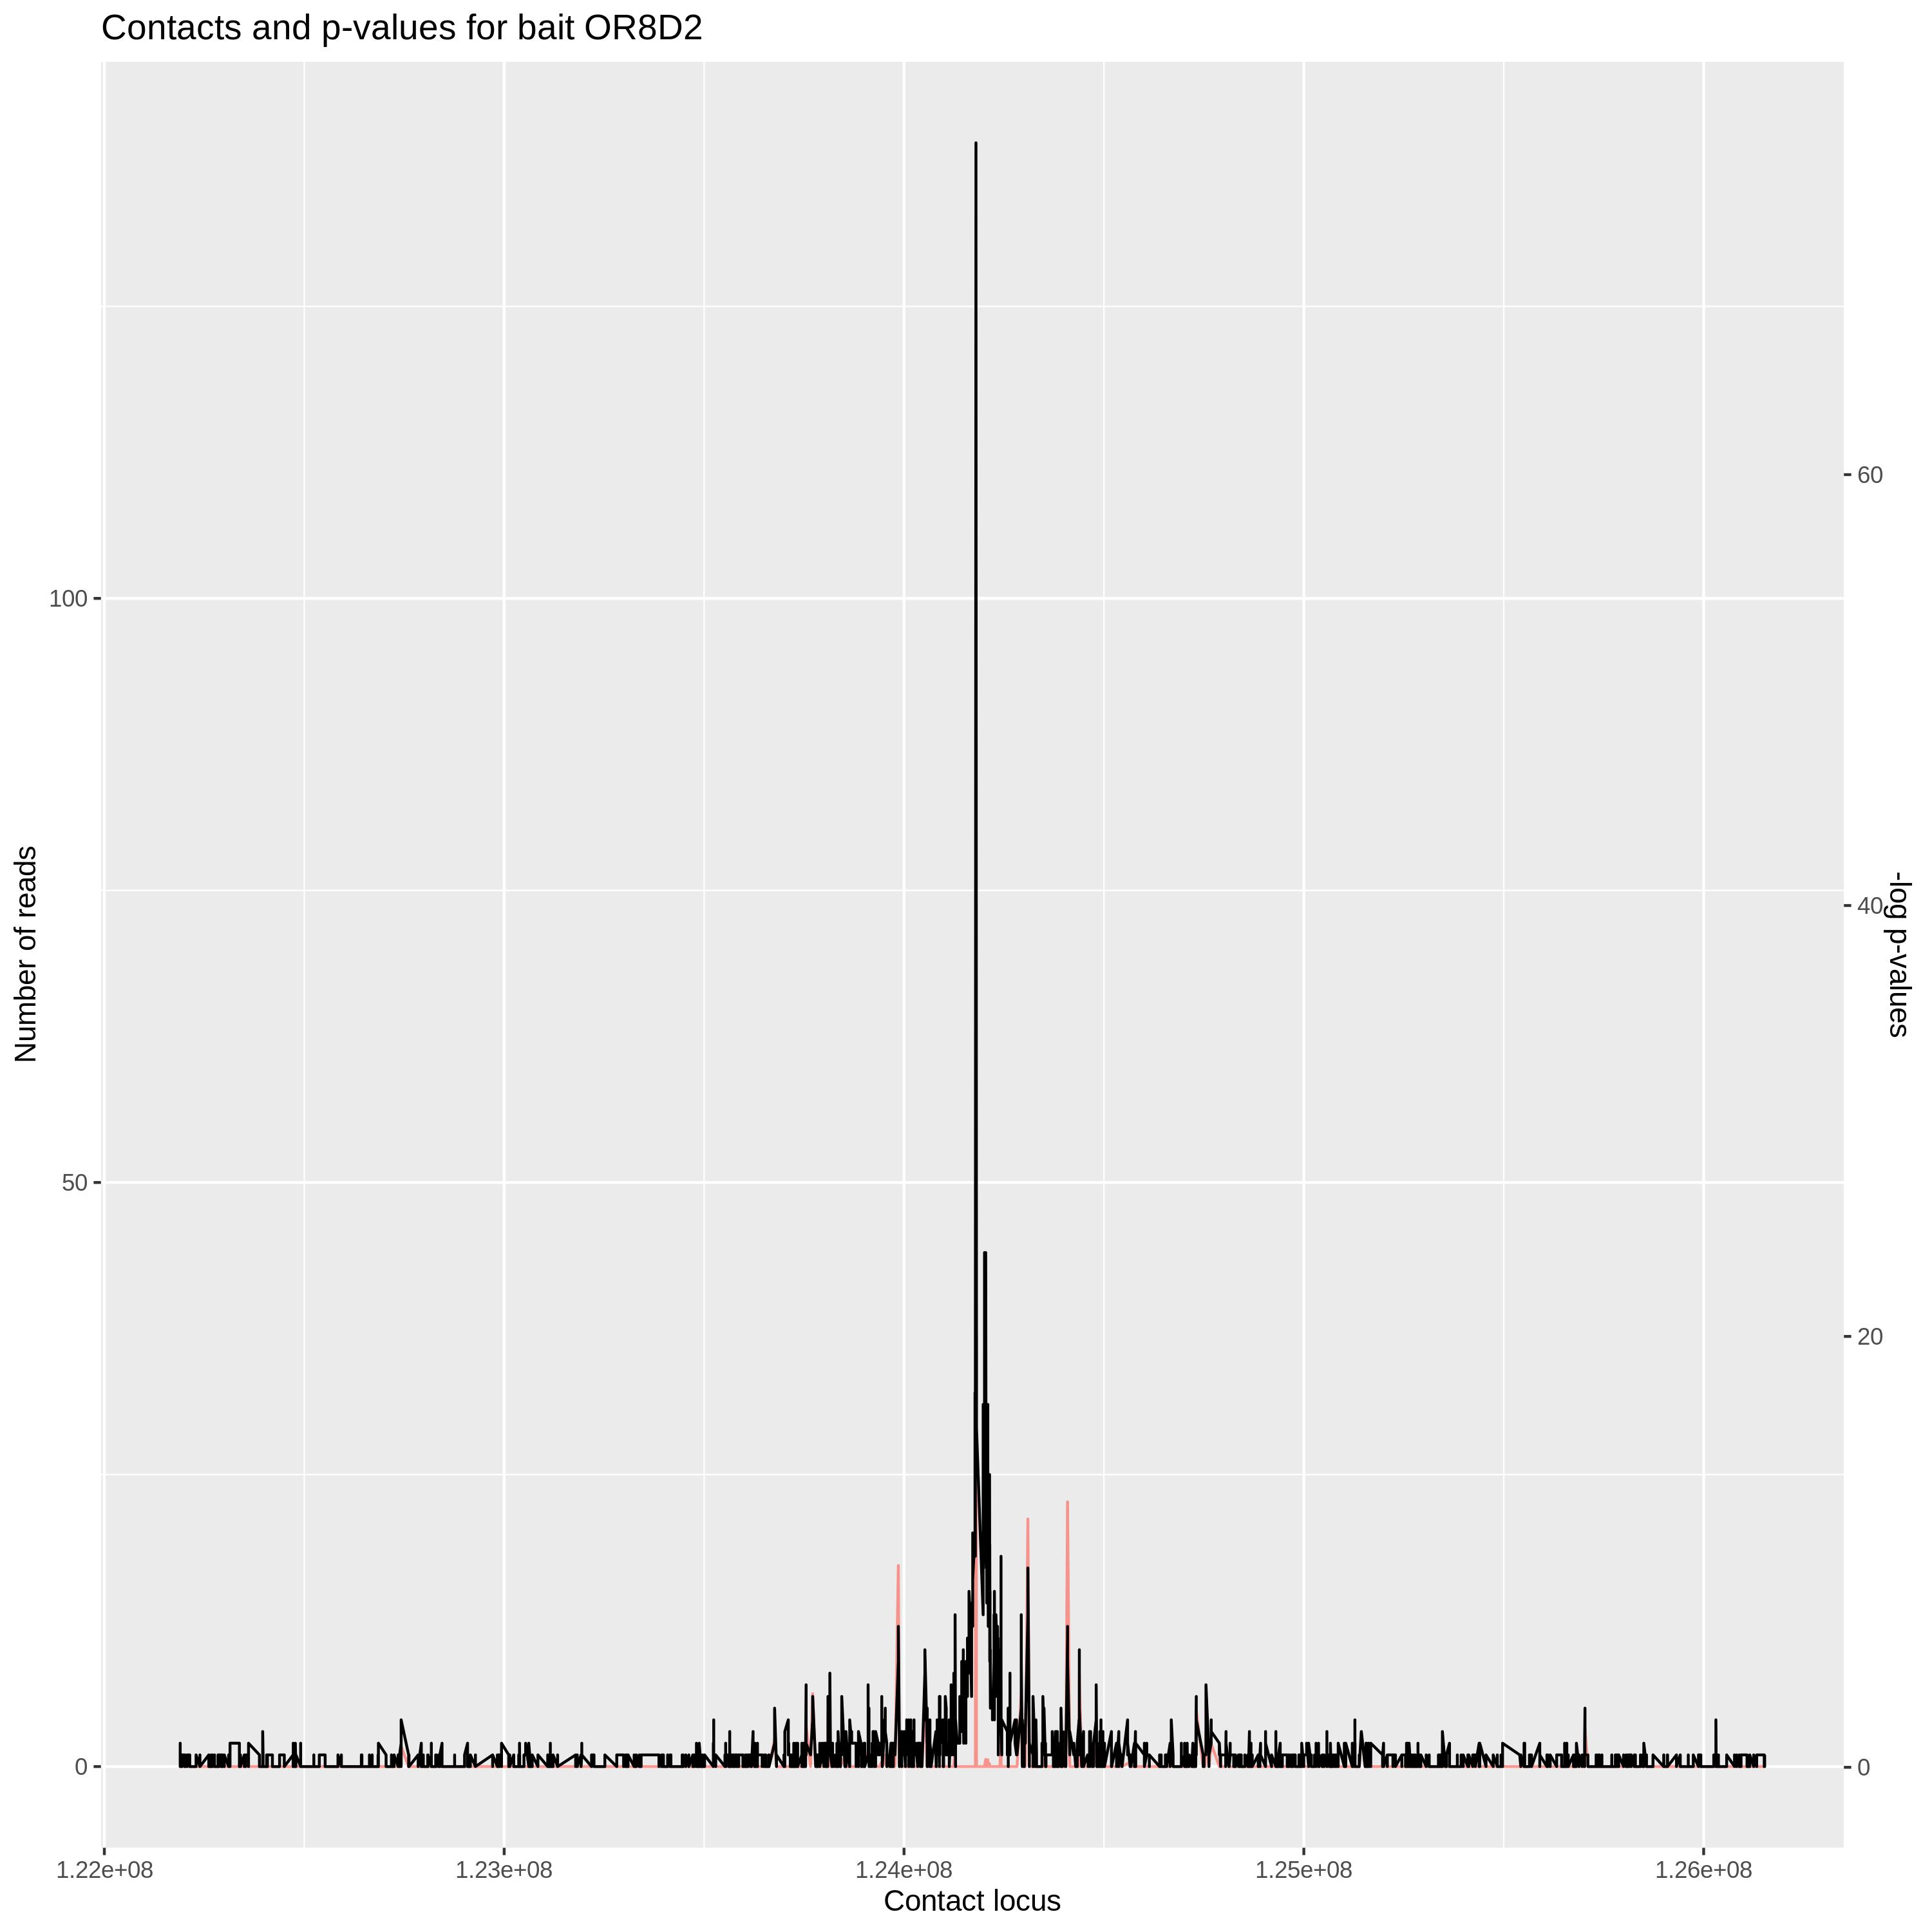 Contacts and p-values for bait OR8D2
Number of reads
100
50
0
60
40
20
0
-log p-values
1.22e+08 1.23e+08 1.24e+08 1.25e+08 1.26e+08
Contact locus